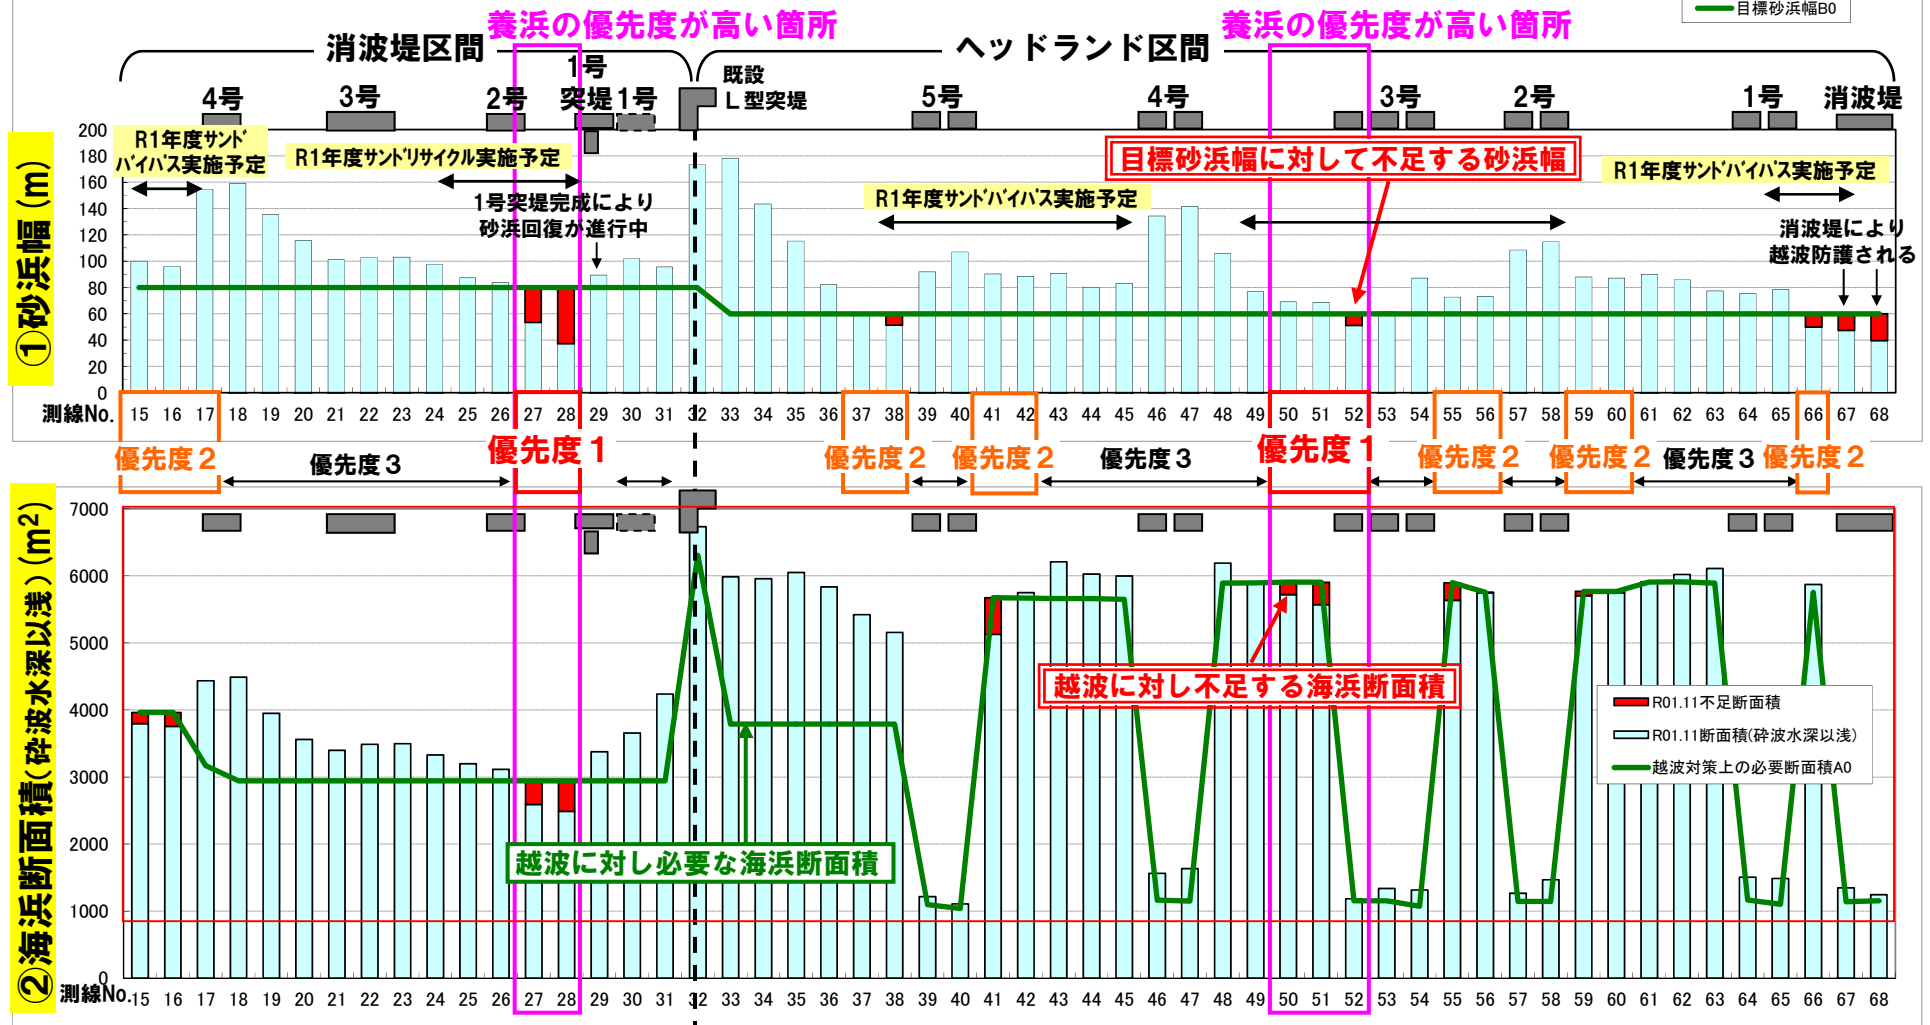 目標砂浜幅B0
養浜の優先度が高い箇所
養浜の優先度が高い箇所
消波堤区間
ヘッドランド区間
4号
3号
2号
1号
突堤
1号
既設
L型突堤
5号
4号
3号
2号
1号
消波堤
①砂浜幅(m)
200
180
160
140
120
100
80
60
40
20
0
R1年度サンド
バイパス実施予定
R1年度サンドリサイクル実施予定
1号突堤完成により
砂浜回復が進行中
R1年度サンドバイパス実施予定
目標砂浜幅に対して不足する砂浜幅
R1年度サンドバイパス実施予定
消波堤により
越波防護される
測線No. 15 16 17 18 19 20 21 22 23 24 25 26 27 28 29 30 31 32 33 34 35 36 37 38 39 40 41 42 43 44 45 46 47 48 49 50 51 52 53 54 55 56 57 58 59 60 61 62 63 64 65 66 67 68
優先度2
優先度3
優先度1
優先度2
優先度2
優先度3
優先度1
優先度2
優先度2
優先度3
優先度2
②海浜断面積(砕波水深以浅)(m²)
7000
6000
5000
4000
3000
2000
1000
0
越波に対し不足する海浜断面積
越波に対し必要な海浜断面積
R01.11不足断面積
R01.11断面積(砕波水深以浅)
越波対策上の必要断面積A0
測線No. 15 16 17 18 19 20 21 22 23 24 25 26 27 28 29 30 31 32 33 34 35 36 37 38 39 40 41 42 43 44 45 46 47 48 49 50 51 52 53 54 55 56 57 58 59 60 61 62 63 64 65 66 67 68